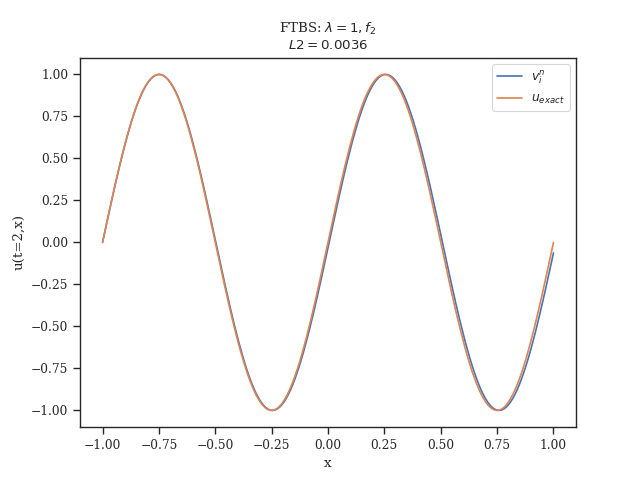 FTBS: λ = 1, f₂
L2 = 0.0036
1.00
0.75
0.50
0.25
0.00
−0.25
−0.50
−0.75
−1.00
u(t=2,x)
vᵢⁿ
u_exact
−1.00 −0.75 −0.50 −0.25 0.00 0.25 0.50 0.75 1.00
x